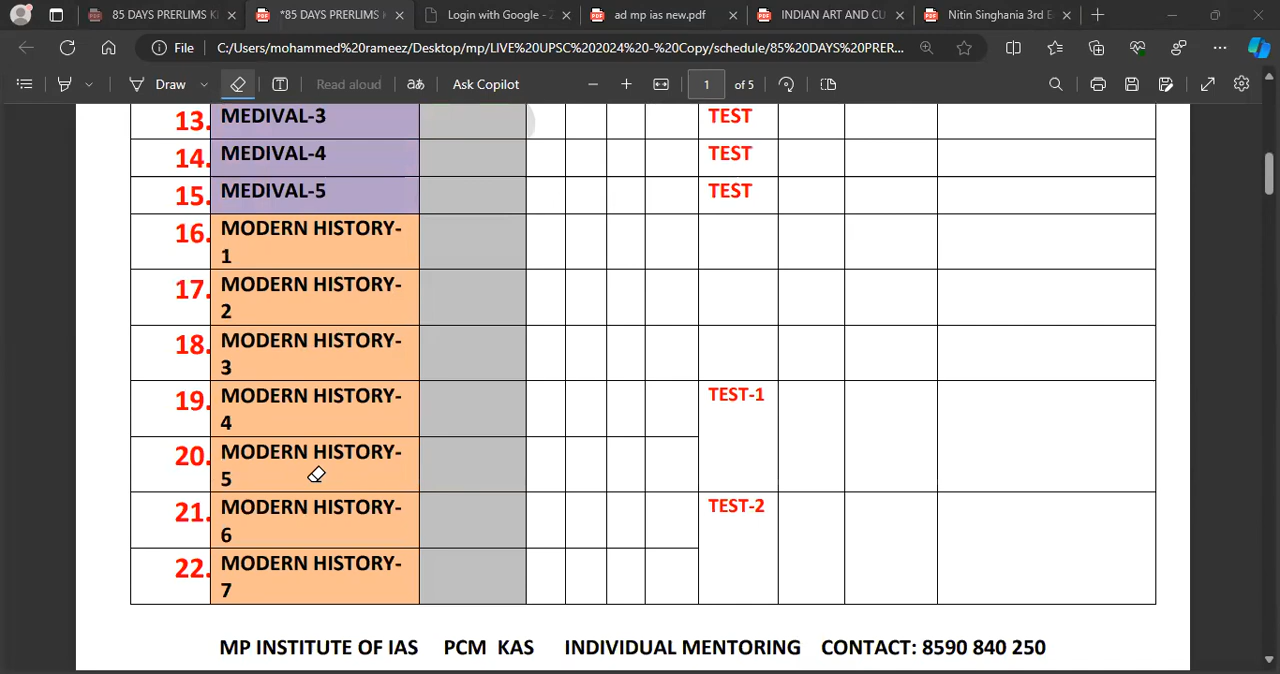 85 DAYS PRERLIMS K
*85 DAYS PRERLIMS K
Login with Google - Z
ad mp ias new.pdf
INDIAN ART AND CU
Nitin Singhania 3rd E
File
C:/Users/mohammed%20rameez/Desktop/mp/LIVE%20UPSC%202024%20-%20Copy/schedule/85%20DAYS%20PRER...
Draw
Read aloud
aあ
Ask Copilot
1 of 5
13. MEDIVAL-3 TEST
14. MEDIVAL-4 TEST
15. MEDIVAL-5 TEST
16. MODERN HISTORY-
1
17. MODERN HISTORY-
2
18. MODERN HISTORY-
3
19. MODERN HISTORY- TEST-1
4
20. MODERN HISTORY-
5
21. MODERN HISTORY- TEST-2
6
22. MODERN HISTORY-
7
MP INSTITUTE OF IAS PCM KAS INDIVIDUAL MENTORING CONTACT: 8590 840 250